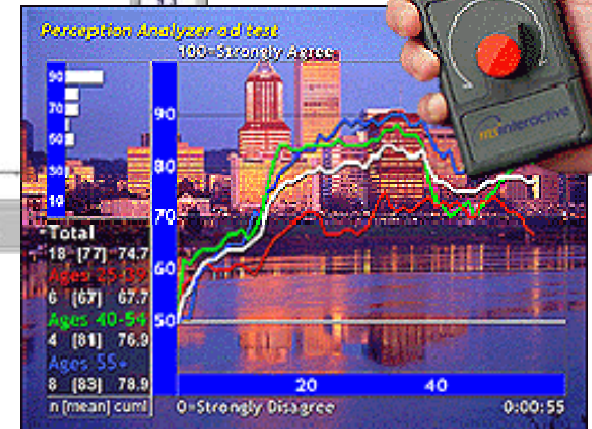 Perception Analyzer ad test
100=Strongly Agree
90
70
50
30
10
90
80
70
60
50
Total
18 [77] 74.7
Ages 25-39
6 [67] 67.7
Ages 40-54
4 [81] 76.9
Ages 55+
8 [83] 78.9
n [mean] cuml
20
40
0=Strongly Disagree
0:00:55
msinteractive